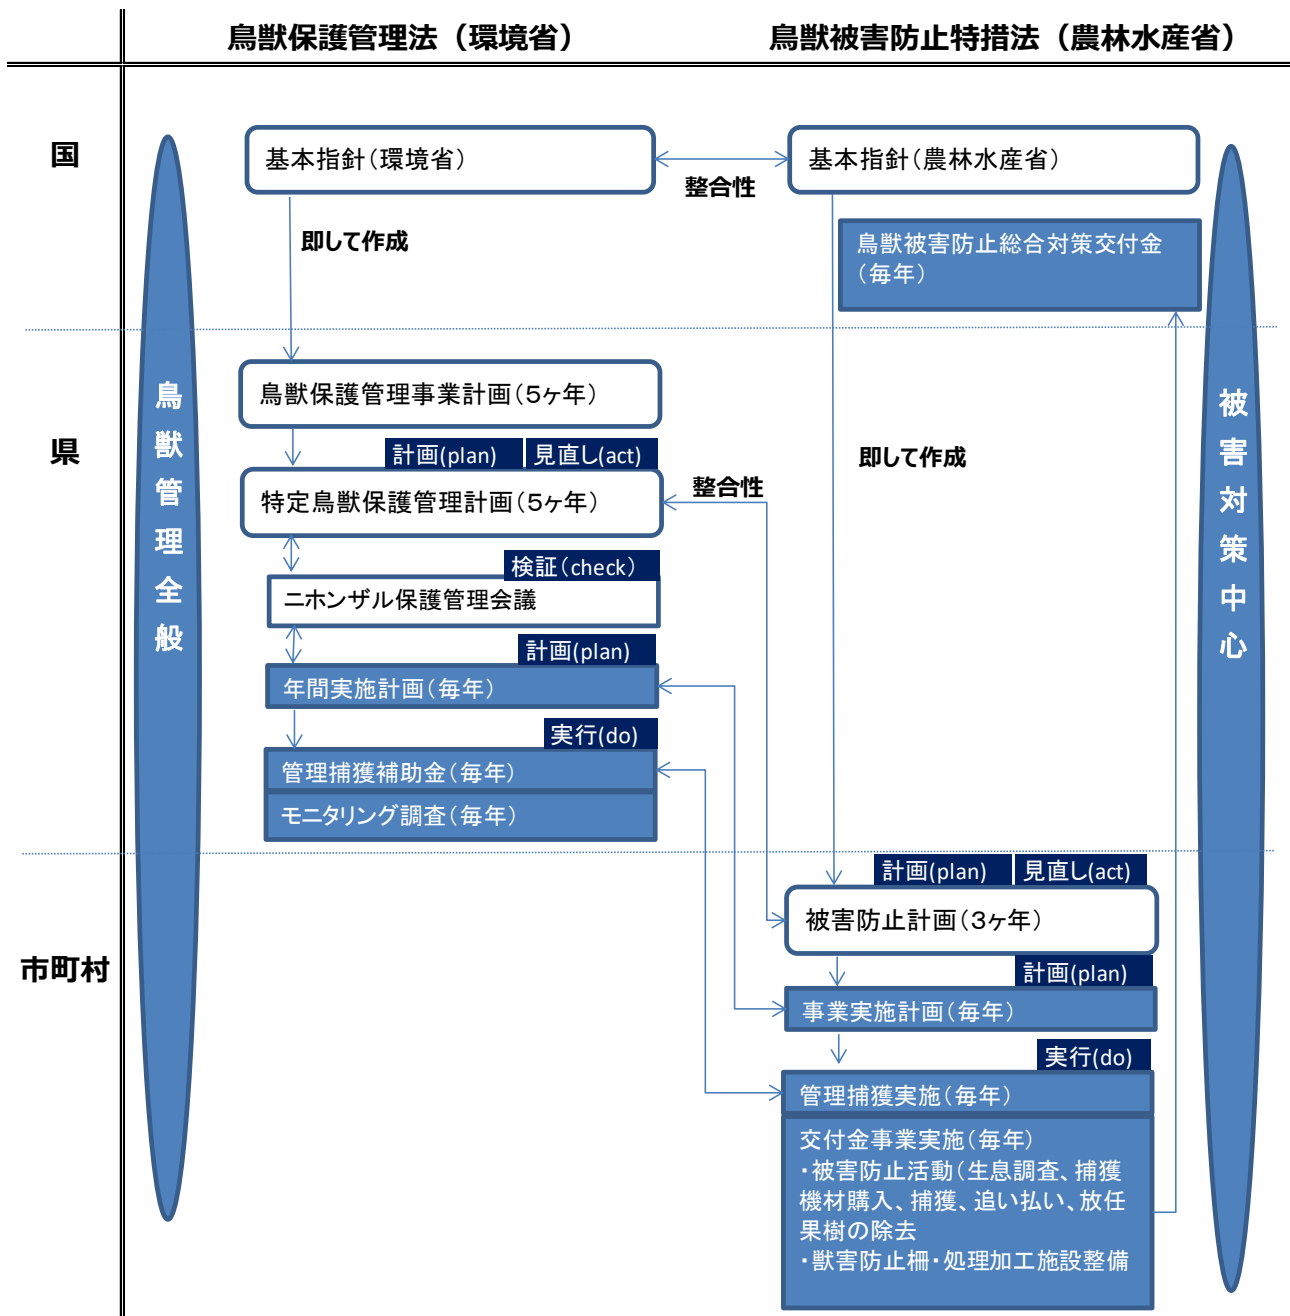 鳥獣保護管理法（環境省）
鳥獣被害防止特措法（農林水産省）
国
基本指針（環境省）
整合性
基本指針（農林水産省）
即して作成
鳥獣被害防止総合対策交付金
（毎年）
鳥獣管理全般
被害対策中心
県
鳥獣保護管理事業計画（5ヶ年）
計画(plan)
見直し(act)
即して作成
特定鳥獣保護管理計画（5ヶ年）
整合性
検証（check）
ニホンザル保護管理会議
計画(plan)
年間実施計画（毎年）
実行(do)
管理捕獲補助金（毎年）
モニタリング調査（毎年）
市町村
計画(plan)
見直し(act)
被害防止計画（3ヶ年）
計画(plan)
事業実施計画（毎年）
実行(do)
管理捕獲実施（毎年）
交付金事業実施（毎年）
・被害防止活動（生息調査、捕獲
機材購入、捕獲、追い払い、放任
果樹の除去
・獣害防止柵・処理加工施設整備